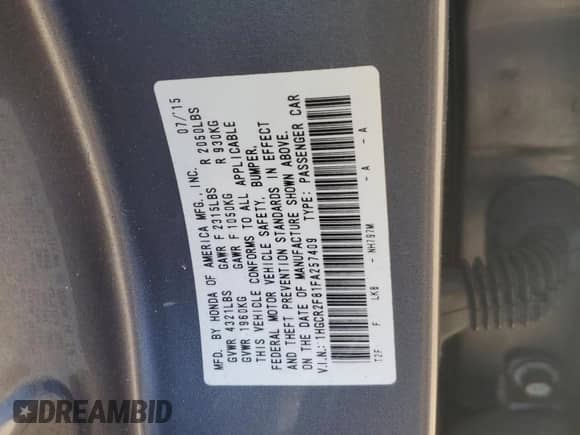 MFD. BY HONDA OF AMERICA MFG., INC. 07/'15
GVWR 4321LBS GAWR F 2315LBS R 2050LBS
GVWR 1960KG GAWR F 1050KG R 930KG
THIS VEHICLE CONFORMS TO ALL APPLICABLE
FEDERAL MOTOR VEHICLE SAFETY, BUMPER,
AND THEFT PREVENTION STANDARDS IN EFFECT
ON THE DATE OF MANUFACTURE SHOWN ABOVE.
V.I.N.: 1HGCR2F81FA257409 TYPE: PASSENGER CAR
T2F F LKB - NH797M - A - A
DREAMBID